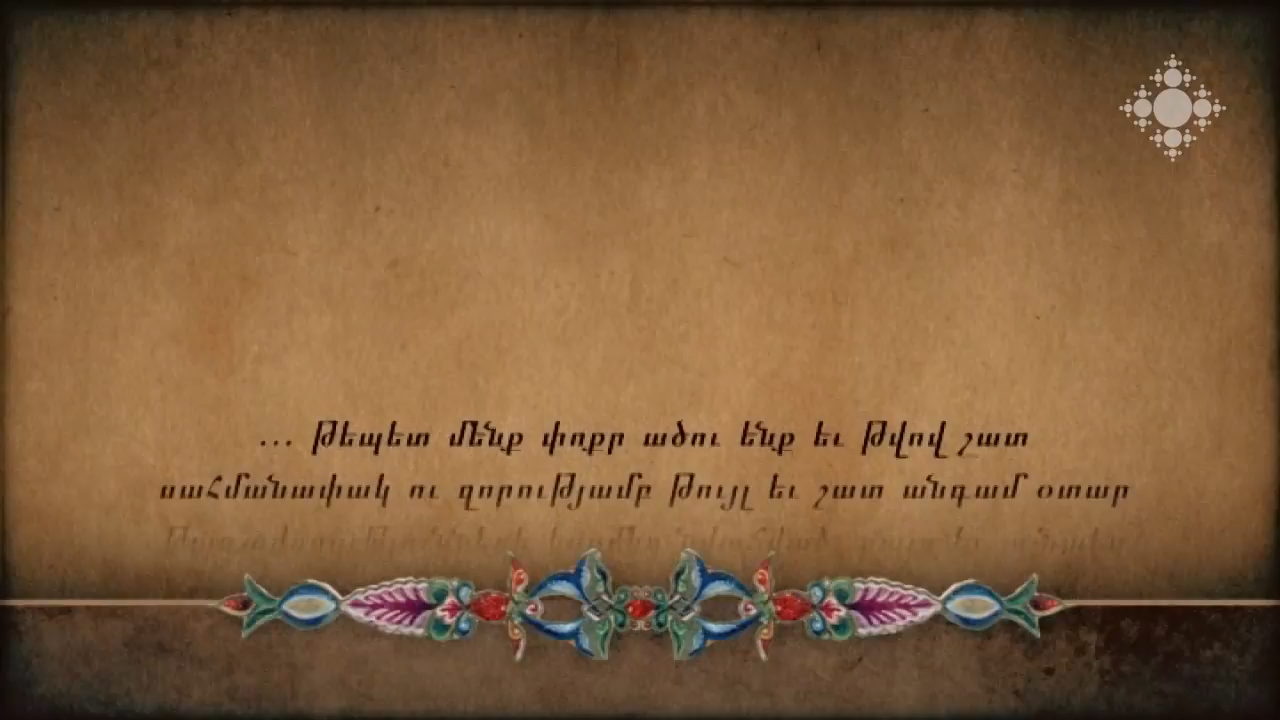 ... Թեպետ մենք փոքր ածու ենք եւ թվով շատ
սահմանափակ ու զորությամբ թույլ եւ շատ անգամ օտար